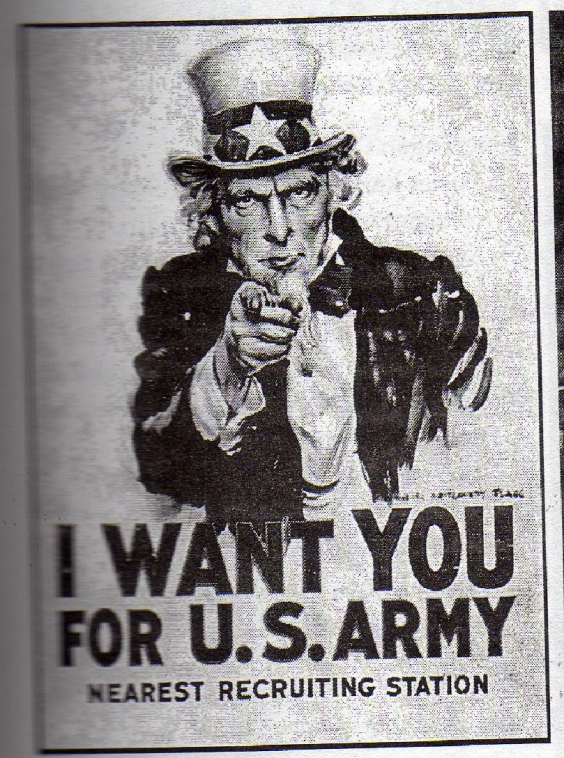 I WANT YOU
FOR U.S. ARMY
NEAREST RECRUITING STATION